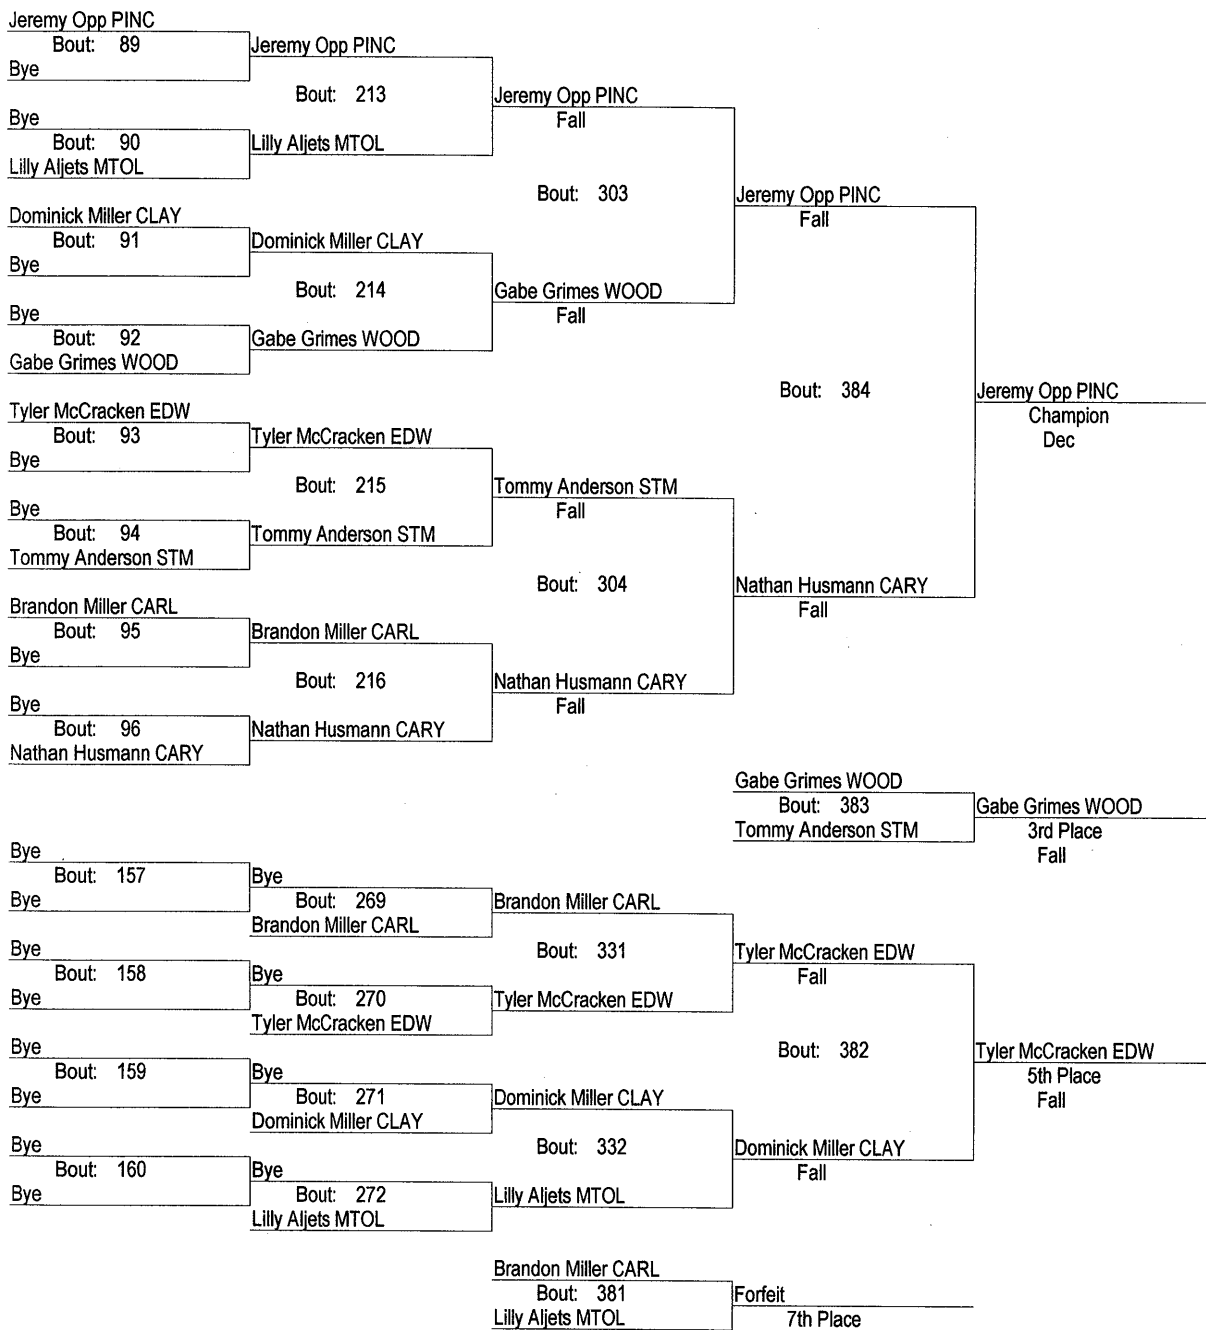 Jeremy Opp PINC
Bout: 89
Bye
Jeremy Opp PINC
Bout: 213
Bye
Bout: 90
Lilly Aljets MTOL
Lilly Aljets MTOL
Jeremy Opp PINC
Fall
Bout: 303
Dominick Miller CLAY
Bout: 91
Bye
Dominick Miller CLAY
Bout: 214
Bye
Bout: 92
Gabe Grimes WOOD
Gabe Grimes WOOD
Gabe Grimes WOOD
Fall
Jeremy Opp PINC
Fall
Bout: 384
Tyler McCracken EDW
Bout: 93
Bye
Tyler McCracken EDW
Bout: 215
Bye
Bout: 94
Tommy Anderson STM
Tommy Anderson STM
Tommy Anderson STM
Fall
Bout: 304
Brandon Miller CARL
Bout: 95
Bye
Brandon Miller CARL
Bout: 216
Bye
Bout: 96
Nathan Husmann CARY
Nathan Husmann CARY
Nathan Husmann CARY
Fall
Nathan Husmann CARY
Fall
Jeremy Opp PINC
Champion
Dec
Gabe Grimes WOOD
Bout: 383
Tommy Anderson STM
Gabe Grimes WOOD
3rd Place
Fall
Bye
Bout: 157
Bye
Bye
Bout: 269
Brandon Miller CARL
Brandon Miller CARL
Bout: 331
Bye
Bout: 158
Bye
Bye
Bout: 270
Tyler McCracken EDW
Tyler McCracken EDW
Tyler McCracken EDW
Fall
Bout: 382
Bye
Bout: 159
Bye
Bye
Bout: 271
Dominick Miller CLAY
Dominick Miller CLAY
Bout: 332
Bye
Bout: 160
Bye
Bye
Bout: 272
Lilly Aljets MTOL
Lilly Aljets MTOL
Dominick Miller CLAY
Fall
Tyler McCracken EDW
5th Place
Fall
Brandon Miller CARL
Bout: 381
Lilly Aljets MTOL
Forfeit
7th Place